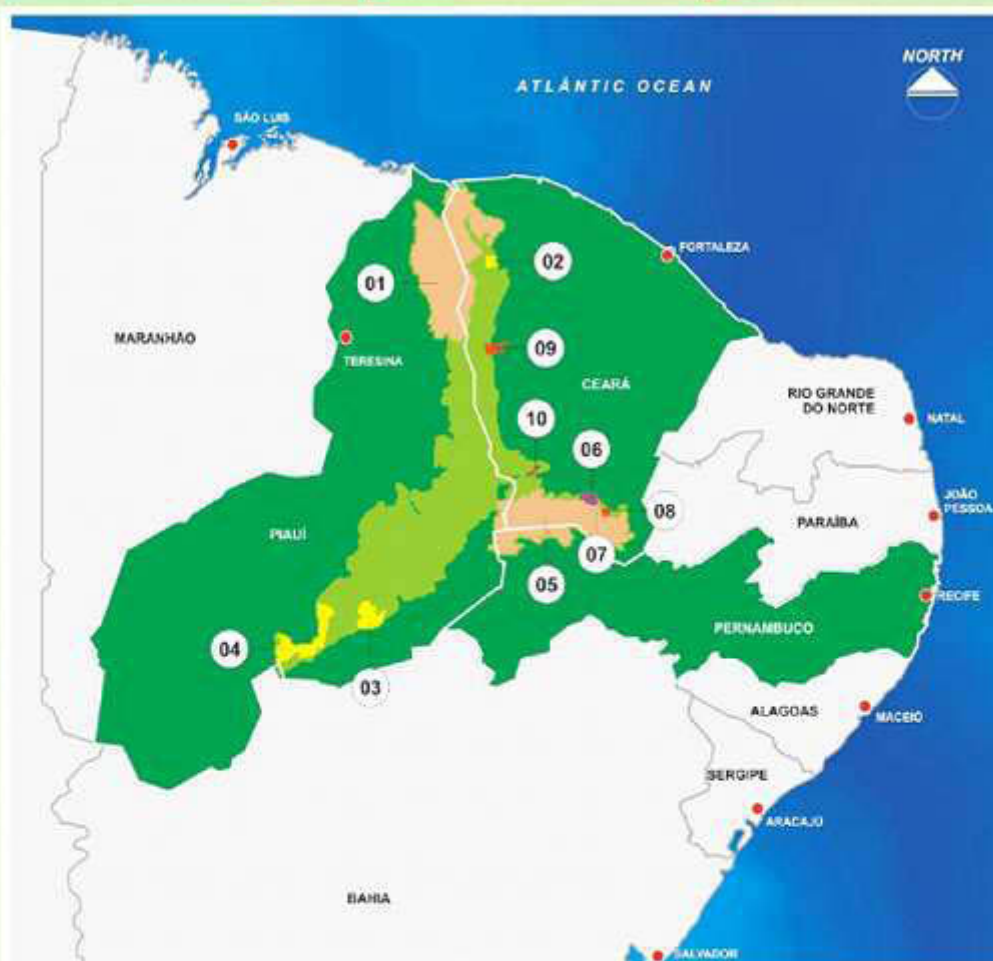 NORTH
ATLÂNTIC OCEAN
SÃO LUIS
FORTALEZA
02
01
MARANHÃO
TERESINA
09
CEARÁ
RIO GRANDE
DO NORTE
NATAL
10
06
JOÃO
PESSOA
08
PARAÍBA
PIAUÍ
07
05
RECIFE
PERNAMBUCO
04
03
ALAGOAS
MACEIÓ
SERGIPE
ARACAJÚ
BAHIA
SALVADOR